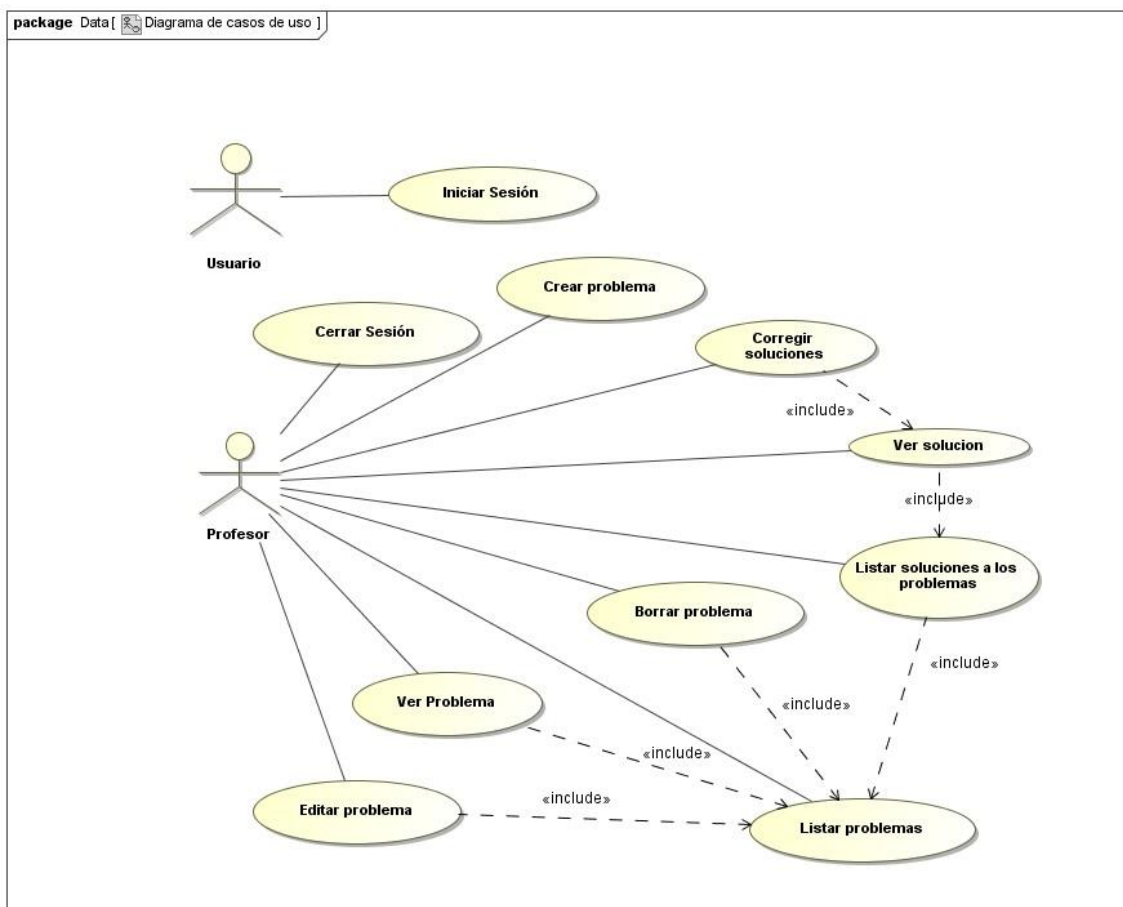 package Data [ Diagrama de casos de uso ]
Iniciar Sesión
Usuario
Crear problema
Cerrar Sesión
Corregir
soluciones
«include»
Ver solucion
«include»
Profesor
Listar soluciones a los
problemas
Borrar problema
«include»
Ver Problema
«include»
«include»
Editar problema
«include»
Listar problemas